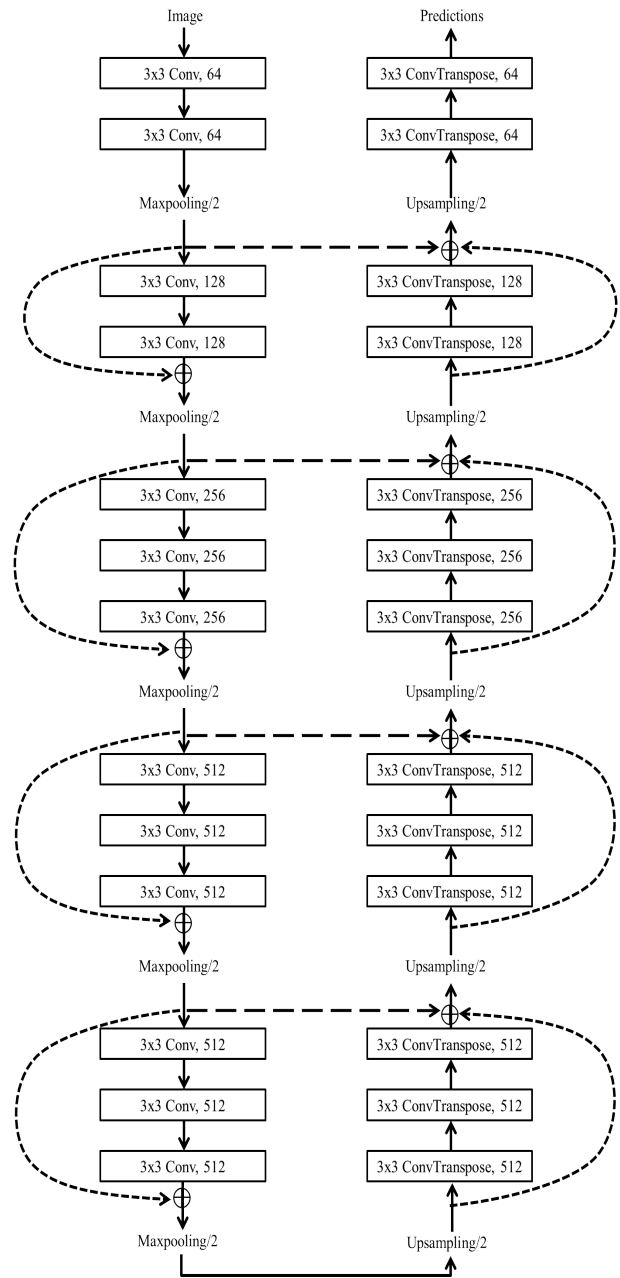 Image
3x3 Conv, 64
3x3 Conv, 64
Maxpooling/2
3x3 Conv, 128
3x3 Conv, 128
Maxpooling/2
3x3 Conv, 256
3x3 Conv, 256
3x3 Conv, 256
Maxpooling/2
3x3 Conv, 512
3x3 Conv, 512
3x3 Conv, 512
Maxpooling/2
3x3 Conv, 512
3x3 Conv, 512
3x3 Conv, 512
Maxpooling/2
Predictions
3x3 ConvTranspose, 64
3x3 ConvTranspose, 64
Upsampling/2
3x3 ConvTranspose, 128
3x3 ConvTranspose, 128
Upsampling/2
3x3 ConvTranspose, 256
3x3 ConvTranspose, 256
3x3 ConvTranspose, 256
Upsampling/2
3x3 ConvTranspose, 512
3x3 ConvTranspose, 512
3x3 ConvTranspose, 512
Upsampling/2
3x3 ConvTranspose, 512
3x3 ConvTranspose, 512
3x3 ConvTranspose, 512
Upsampling/2